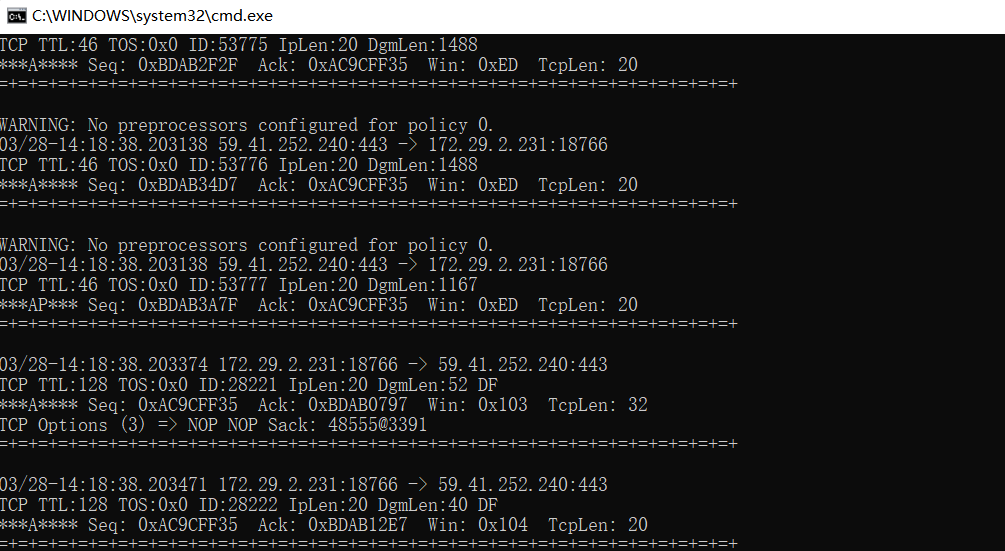 C:\WINDOWS\system32\cmd.exe
TCP TTL:46 TOS:0x0 ID:53775 IpLen:20 DgmLen:1488
***A**** Seq: 0xBDAB2F2F  Ack: 0xAC9CFF35  Win: 0xED  TcpLen: 20
=+=+=+=+=+=+=+=+=+=+=+=+=+=+=+=+=+=+=+=+=+=+=+=+=+=+=+=+=+=+=+=+=+=+=+=+=+
WARNING: No preprocessors configured for policy 0.
03/28-14:18:38.203138 59.41.252.240:443 -> 172.29.2.231:18766
TCP TTL:46 TOS:0x0 ID:53776 IpLen:20 DgmLen:1488
***A**** Seq: 0xBDAB34D7  Ack: 0xAC9CFF35  Win: 0xED  TcpLen: 20
=+=+=+=+=+=+=+=+=+=+=+=+=+=+=+=+=+=+=+=+=+=+=+=+=+=+=+=+=+=+=+=+=+=+=+=+=+
WARNING: No preprocessors configured for policy 0.
03/28-14:18:38.203138 59.41.252.240:443 -> 172.29.2.231:18766
TCP TTL:46 TOS:0x0 ID:53777 IpLen:20 DgmLen:1167
***AP*** Seq: 0xBDAB3A7F  Ack: 0xAC9CFF35  Win: 0xED  TcpLen: 20
=+=+=+=+=+=+=+=+=+=+=+=+=+=+=+=+=+=+=+=+=+=+=+=+=+=+=+=+=+=+=+=+=+=+=+=+=+
03/28-14:18:38.203374 172.29.2.231:18766 -> 59.41.252.240:443
TCP TTL:128 TOS:0x0 ID:28221 IpLen:20 DgmLen:52 DF
***A**** Seq: 0xAC9CFF35  Ack: 0xBDAB0797  Win: 0x103  TcpLen: 32
TCP Options (3) => NOP NOP Sack: 48555@3391
=+=+=+=+=+=+=+=+=+=+=+=+=+=+=+=+=+=+=+=+=+=+=+=+=+=+=+=+=+=+=+=+=+=+=+=+=+
03/28-14:18:38.203471 172.29.2.231:18766 -> 59.41.252.240:443
TCP TTL:128 TOS:0x0 ID:28222 IpLen:20 DgmLen:40 DF
***A**** Seq: 0xAC9CFF35  Ack: 0xBDAB12E7  Win: 0x104  TcpLen: 20
=+=+=+=+=+=+=+=+=+=+=+=+=+=+=+=+=+=+=+=+=+=+=+=+=+=+=+=+=+=+=+=+=+=+=+=+=+